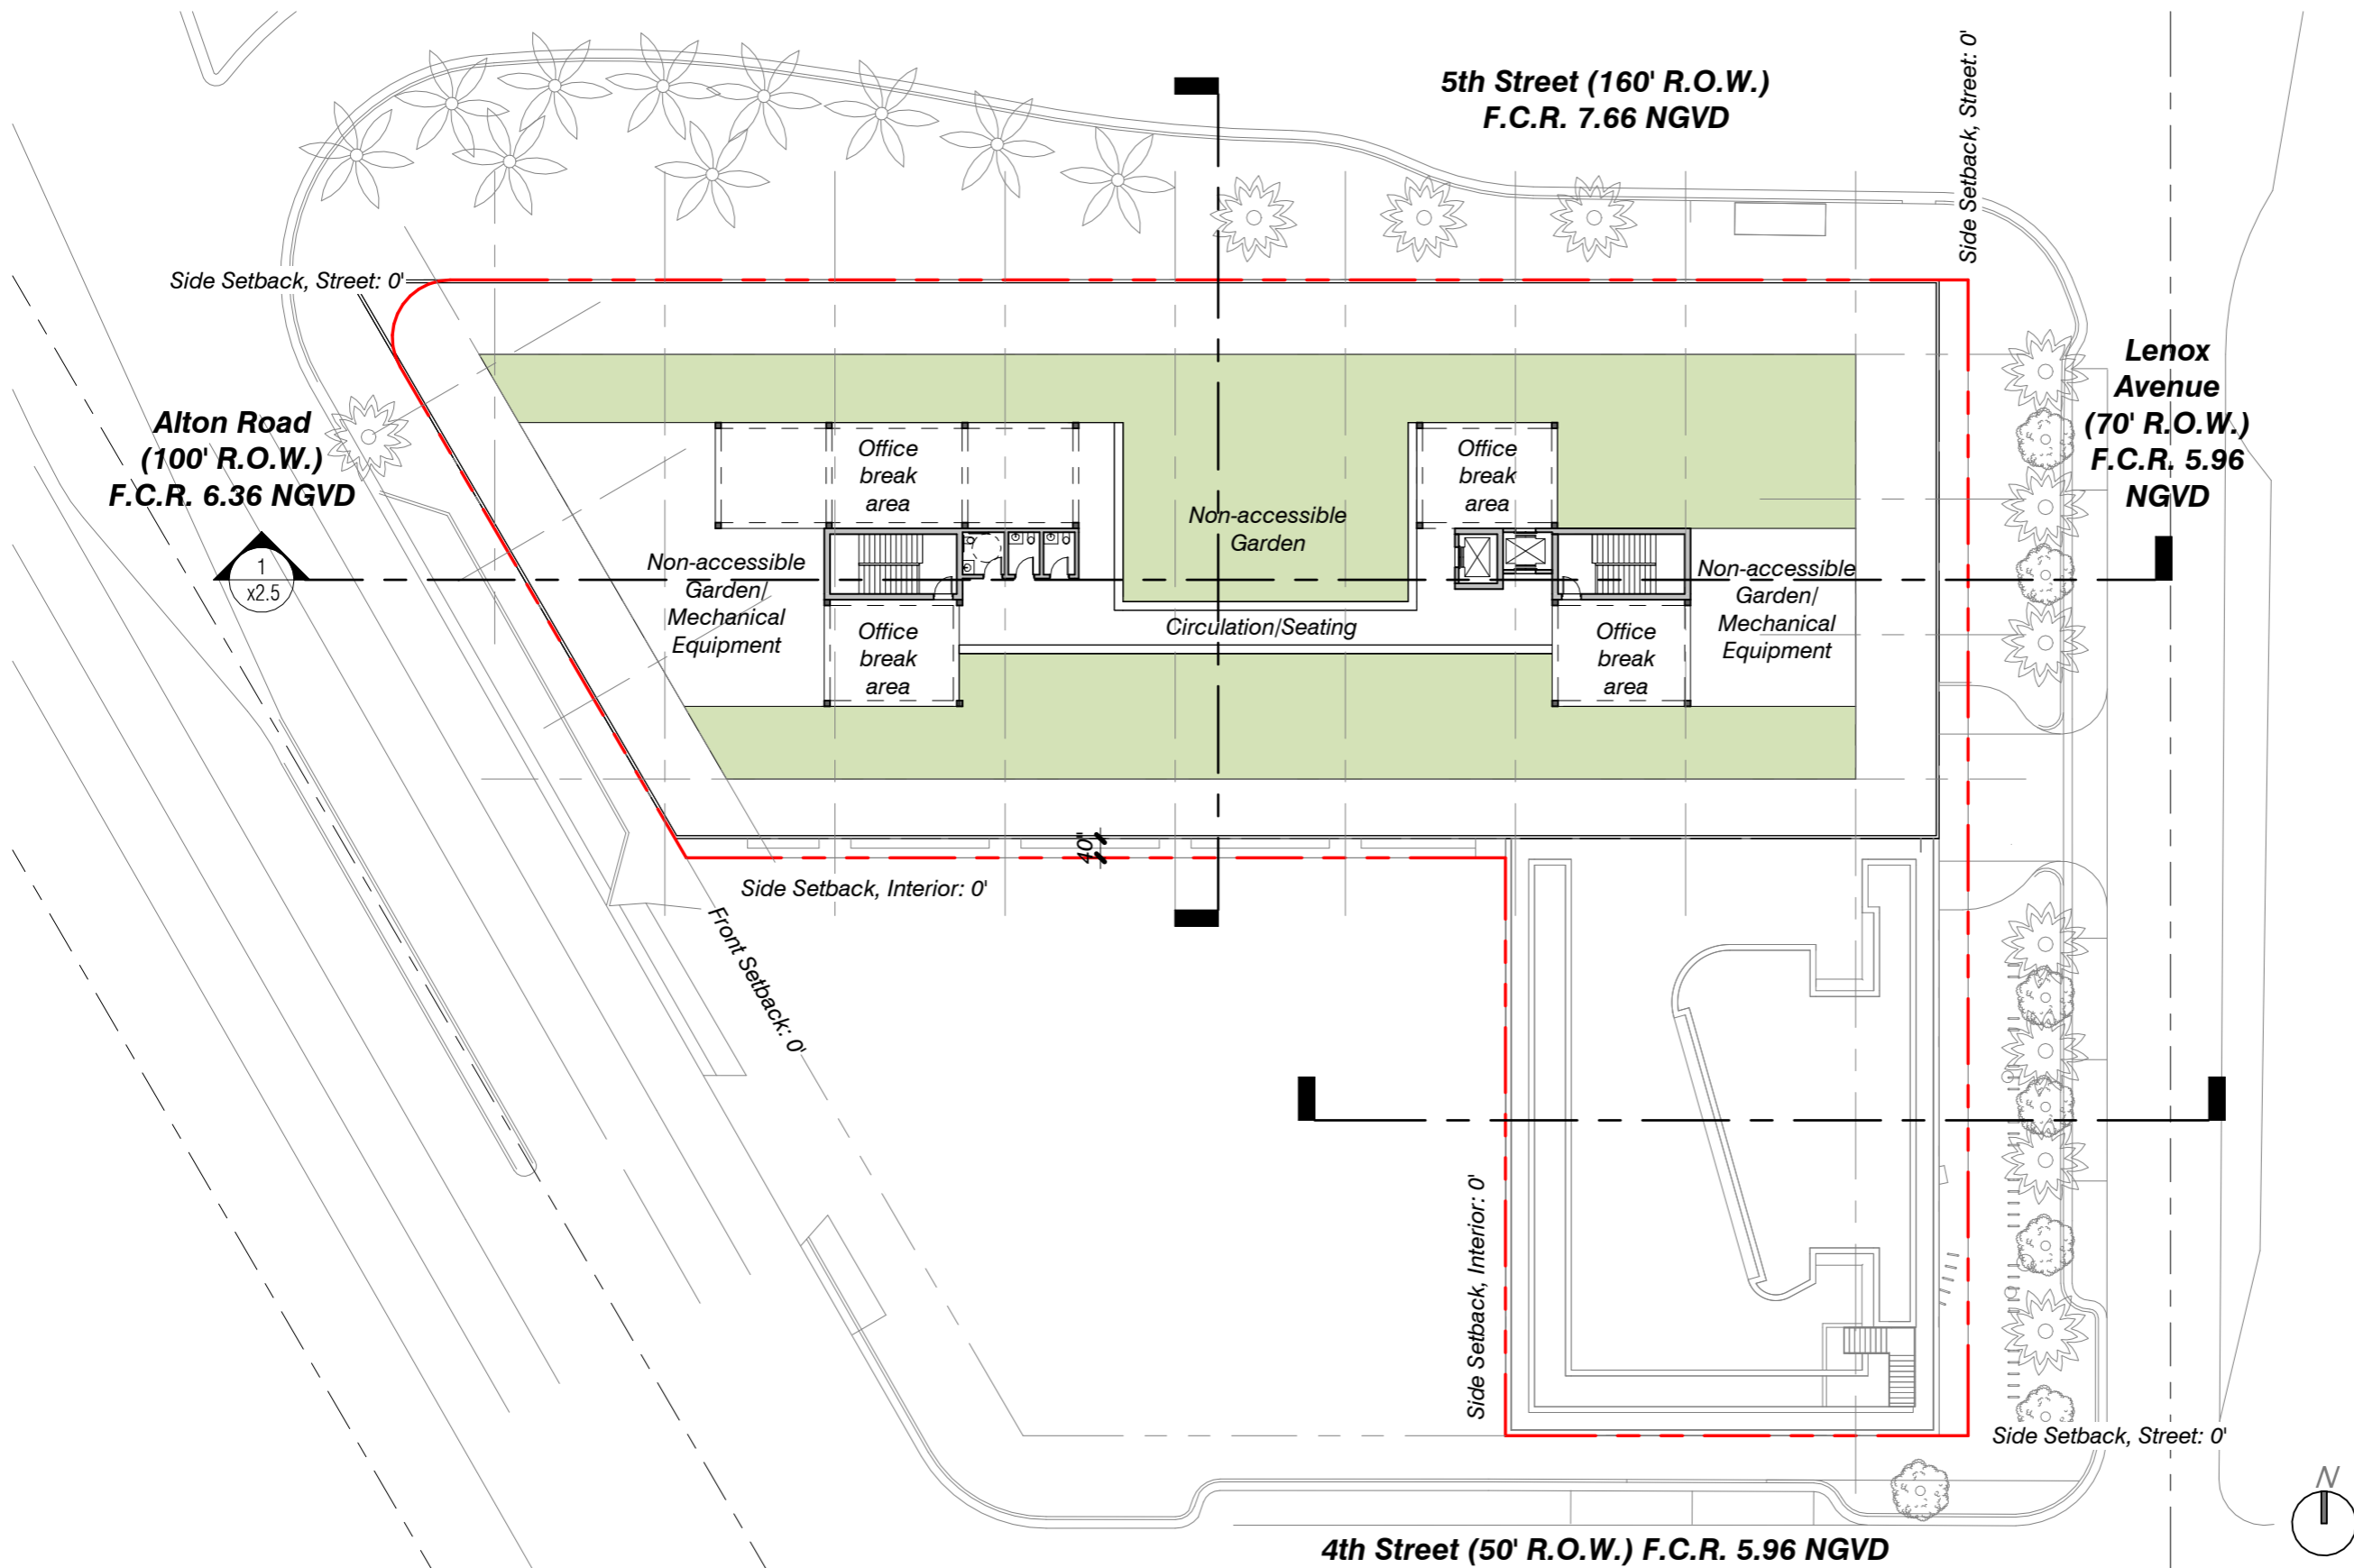 5th Street (160' R.O.W.)
F.C.R. 7.66 NGVD
Side Setback, Street: 0'
Side Setback, Street: 0'
Lenox
Avenue
(70' R.O.W.)
F.C.R. 5.96
NGVD
Alton Road
(100' R.O.W.)
F.C.R. 6.36 NGVD
1
x2.5
Office
break
area
Office
break
area
Non-accessible
Garden
Non-accessible
Garden/
Mechanical
Equipment
Non-accessible
Garden/
Mechanical
Equipment
Circulation/Seating
Office
break
area
Office
break
area
40"
Side Setback, Interior: 0'
Front Setback: 0'
Side Setback, Interior: 0'
Side Setback, Street: 0'
N
4th Street (50' R.O.W.) F.C.R. 5.96 NGVD